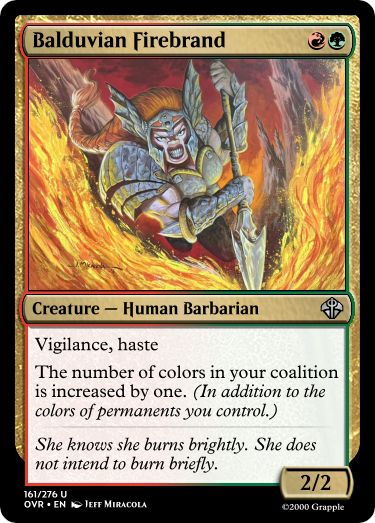 Balduvian Firebrand
Creature — Human Barbarian
Vigilance, haste
The number of colors in your coalition
is increased by one. (In addition to the
colors of permanents you control.)
She knows she burns brightly. She does
not intend to burn briefly.
2/2
161/276 U
OVR • EN Jeff Miracola
©2000 Grapple